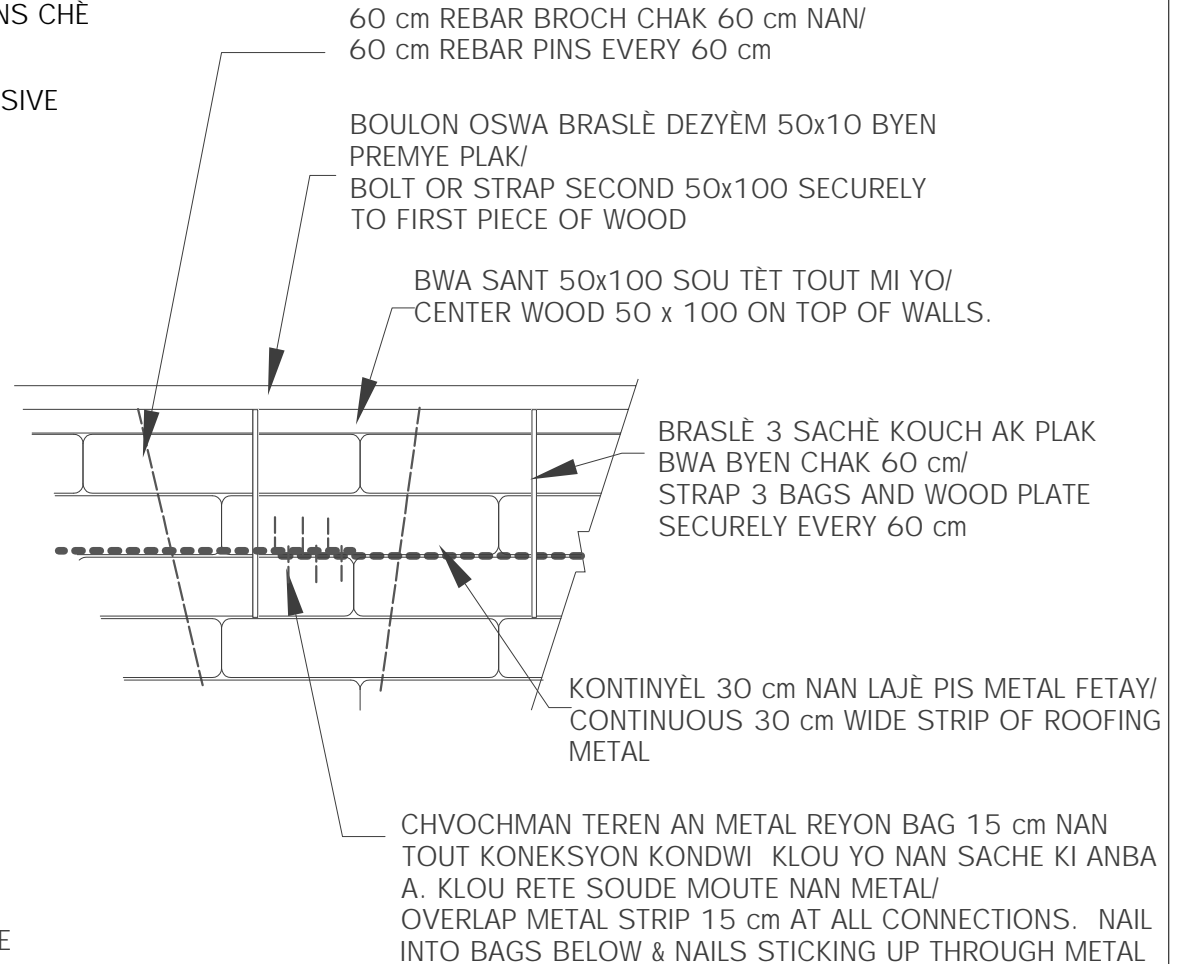 NS CHÈ
SIVE
60 cm REBAR BROCH CHAK 60 cm NAN/
60 cm REBAR PINS EVERY 60 cm
BOULON OSWA BRASLÈ DEZYÈM 50x10 BYEN
PREMYE PLAK/
BOLT OR STRAP SECOND 50x100 SECURELY
TO FIRST PIECE OF WOOD
BWA SANT 50x100 SOU TÈT TOUT MI YO/
CENTER WOOD 50 x 100 ON TOP OF WALLS.
BRASLÈ 3 SACHÈ KOUCH AK PLAK
BWA BYEN CHAK 60 cm/
STRAP 3 BAGS AND WOOD PLATE
SECURELY EVERY 60 cm
KONTINYÈL 30 cm NAN LAJÈ PIS METAL FETAY/
CONTINUOUS 30 cm WIDE STRIP OF ROOFING
METAL
CHVOCHMAN TEREN AN METAL REYON BAG 15 cm NAN
TOUT KONEKSYON KONDWI KLOU YO NAN SACHE KI ANBA
A. KLOU RETE SOUDE MOUTE NAN METAL/
OVERLAP METAL STRIP 15 cm AT ALL CONNECTIONS. NAIL
INTO BAGS BELOW & NAILS STICKING UP THROUGH METAL
E